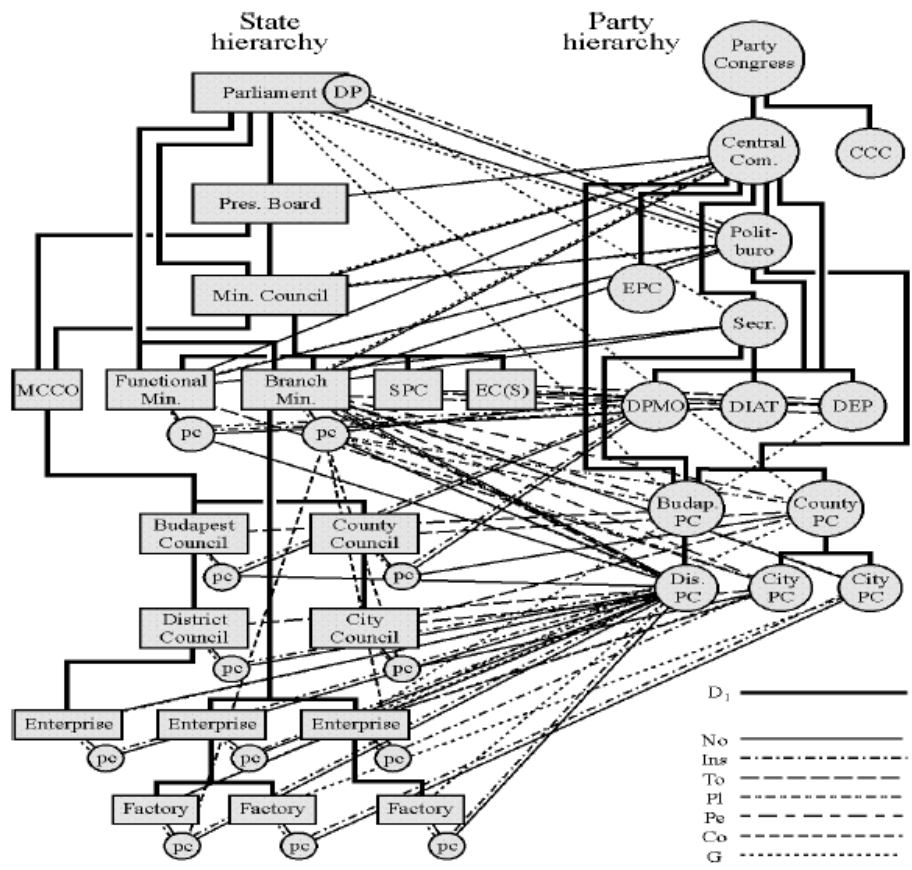 State
hierarchy
Party
hierarchy
Party
Congress
Parliament
DP
Central
Com.
CCC
Pres. Board
Polit-
buro
Min. Council
EPC
Secr.
MCCO
Functional
Min.
Branch
Min.
SPC
EC(S)
DPMO
DIAT
DEP
pc
pc
Budapest
Council
County
Council
Budap.
PC
County
PC
pc
pc
Dis.
PC
City
PC
City
PC
District
Council
City
Council
pc
pc
Enterprise
Enterprise
Enterprise
pc
pc
pc
Factory
Factory
Factory
pc
pc
pc
D1
No
Ins
To
Pl
Pe
Co
G